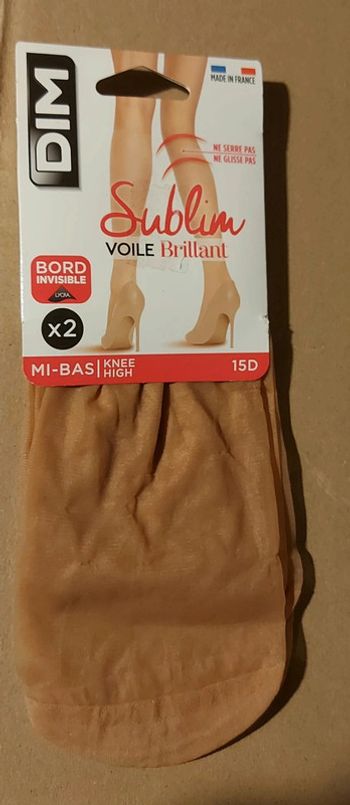 DIM
MADE IN FRANCE
NE SERRE PAS
NE GLISSE PAS
Sublim
VOILE Brillant
BORD
INVISIBLE
LYCRA
x2
MI-BAS KNEE HIGH
15D